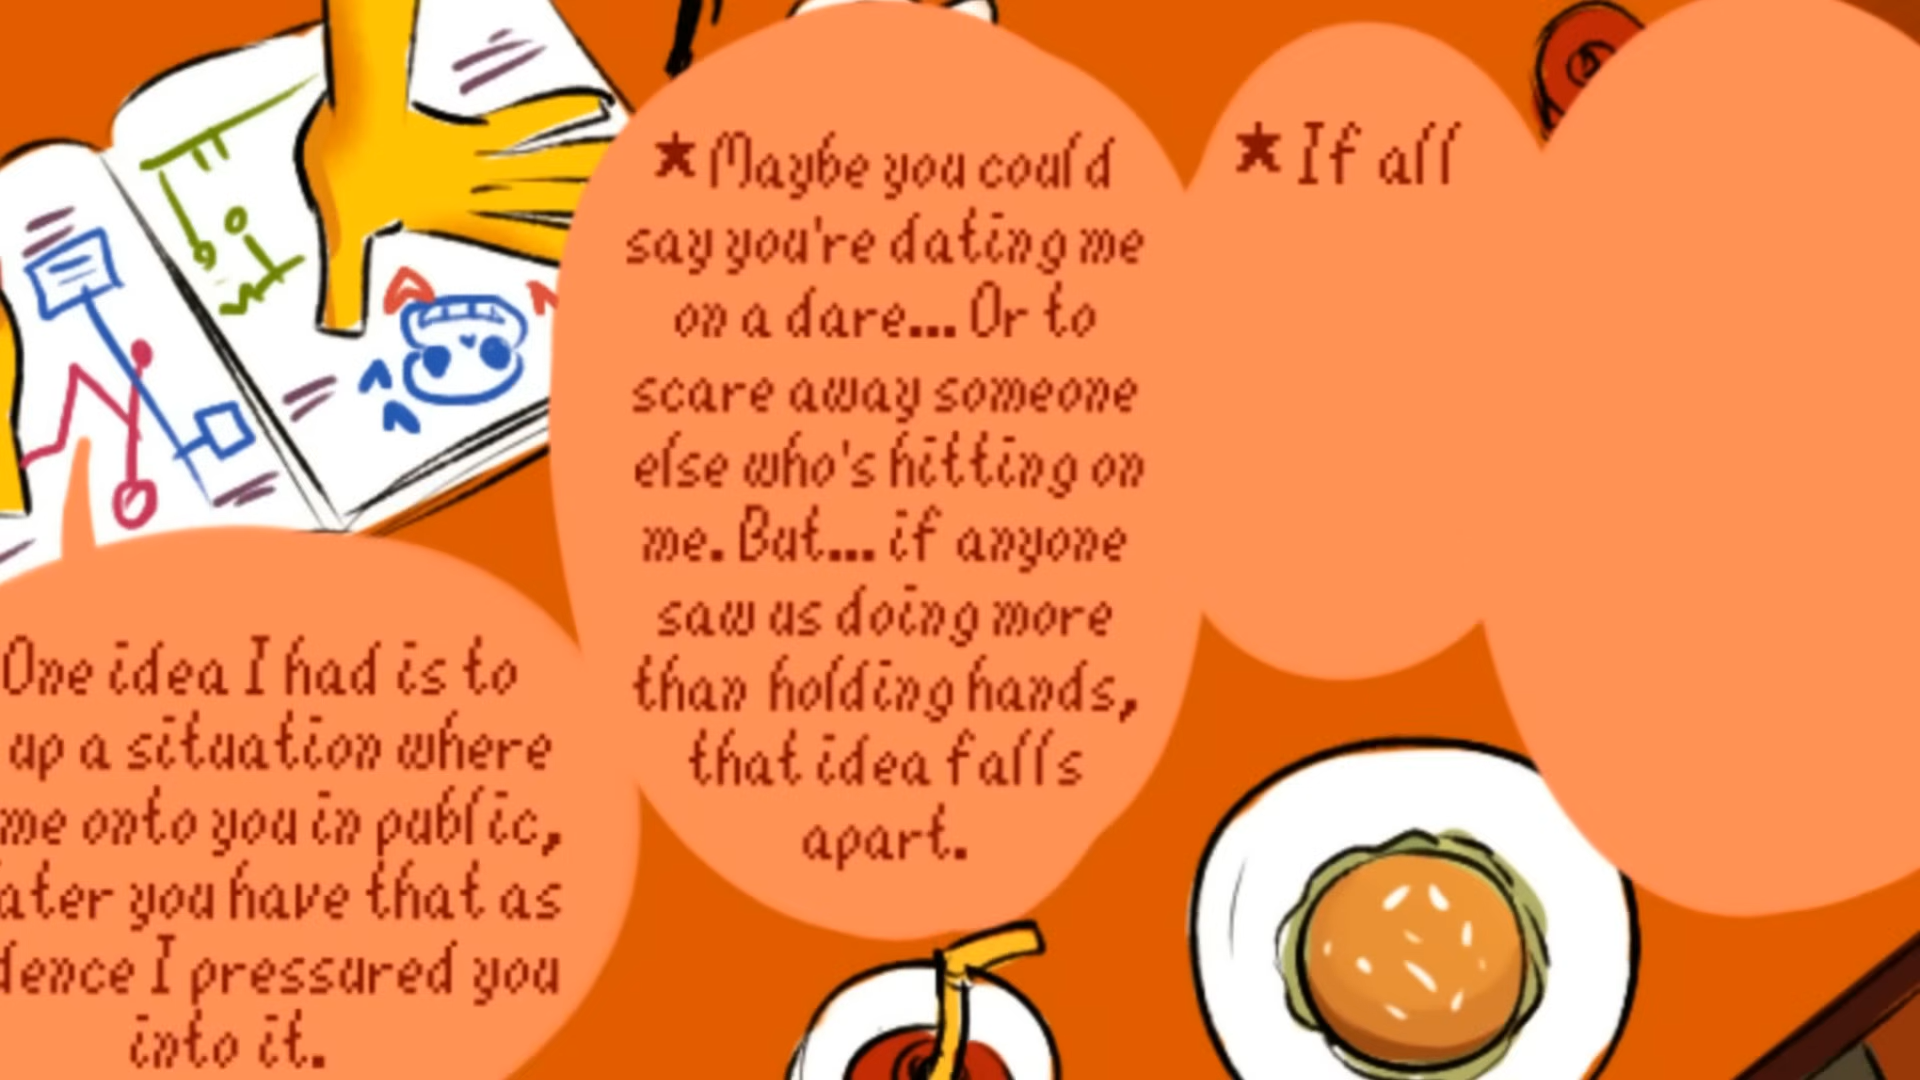 One idea I had is to
up a situation where
me onto you in public,
ater you have that as
dence I pressured you
into it.
★Maybe you could
say you're dating me
on a dare... Or to
scare away someone
else who's hitting on
me. But... if anyone
saw us doing more
than holding hands,
that idea falls
apart.
★If all